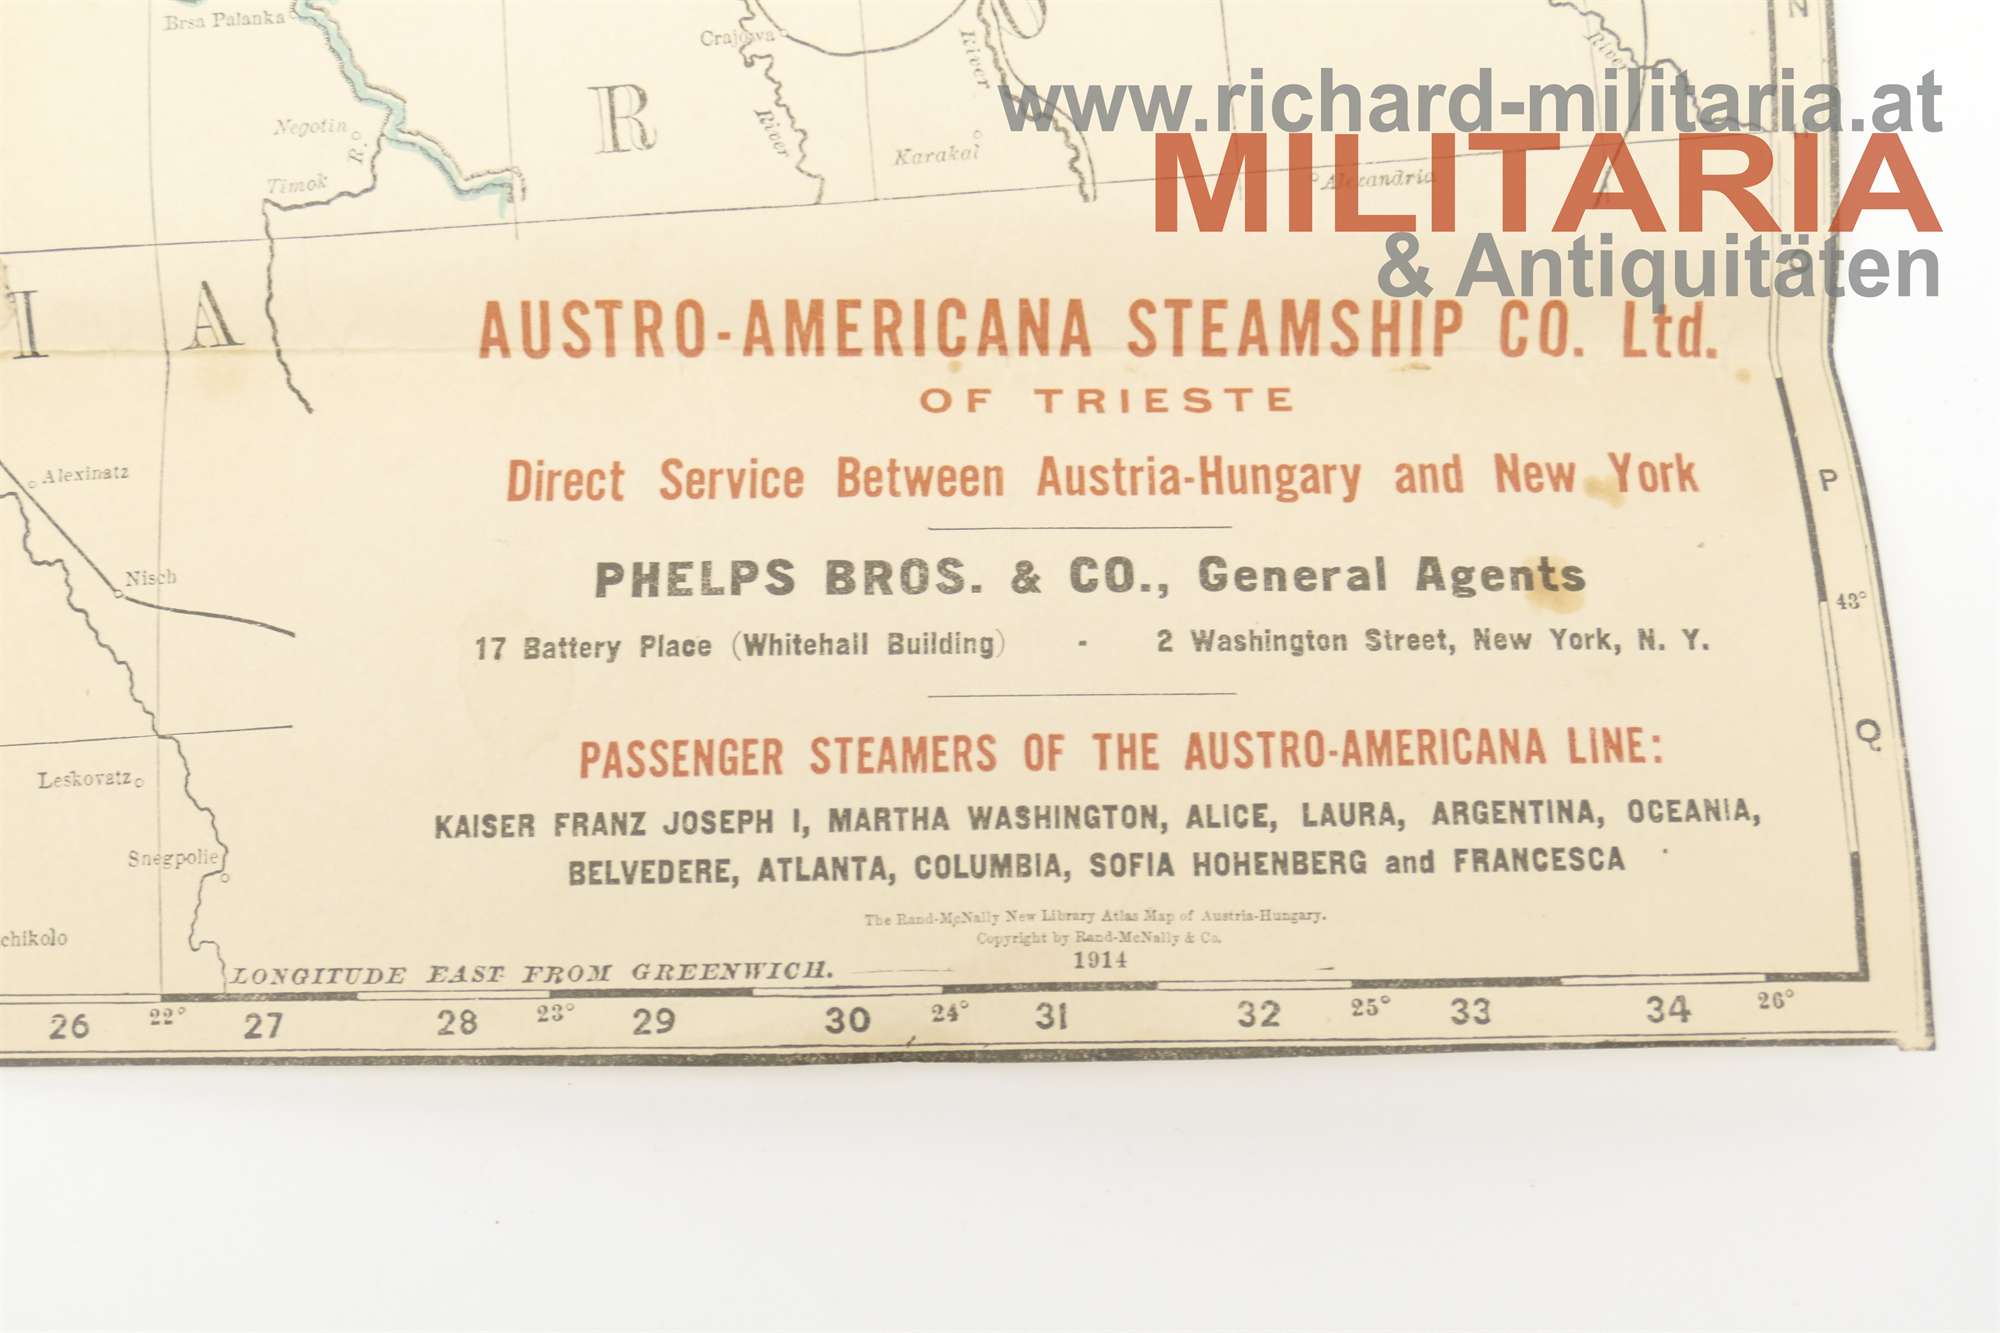 Brsa Palanka
Crajowa
River
River
N
www.richard-militaria.at
MILITARIA
& Antiquitäten
R
Negotin
R.
River
Karakal
Alexandria
Timok
I A
AUSTRO-AMERICANA STEAMSHIP CO. Ltd.
OF TRIESTE
Direct Service Between Austria-Hungary and New York
Alexinatz
P
PHELPS BROS. & CO., General Agents
Nisch
43°
17 Battery Place (Whitehall Building) - 2 Washington Street, New York, N. Y.
PASSENGER STEAMERS OF THE AUSTRO-AMERICANA LINE:
Q
Leskovatz
KAISER FRANZ JOSEPH I, MARTHA WASHINGTON, ALICE, LAURA, ARGENTINA, OCEANIA,
Snegpolie
BELVEDERE, ATLANTA, COLUMBIA, SOFIA HOHENBERG and FRANCESCA
The Rand-McNally New Library Atlas Map of Austria-Hungary.
chikolo
Copyright by Rand-McNally & Co.
1914
LONGITUDE EAST FROM GREENWICH.
26 22° 27 28 23° 29 30 24° 31 32 25° 33 34 26°